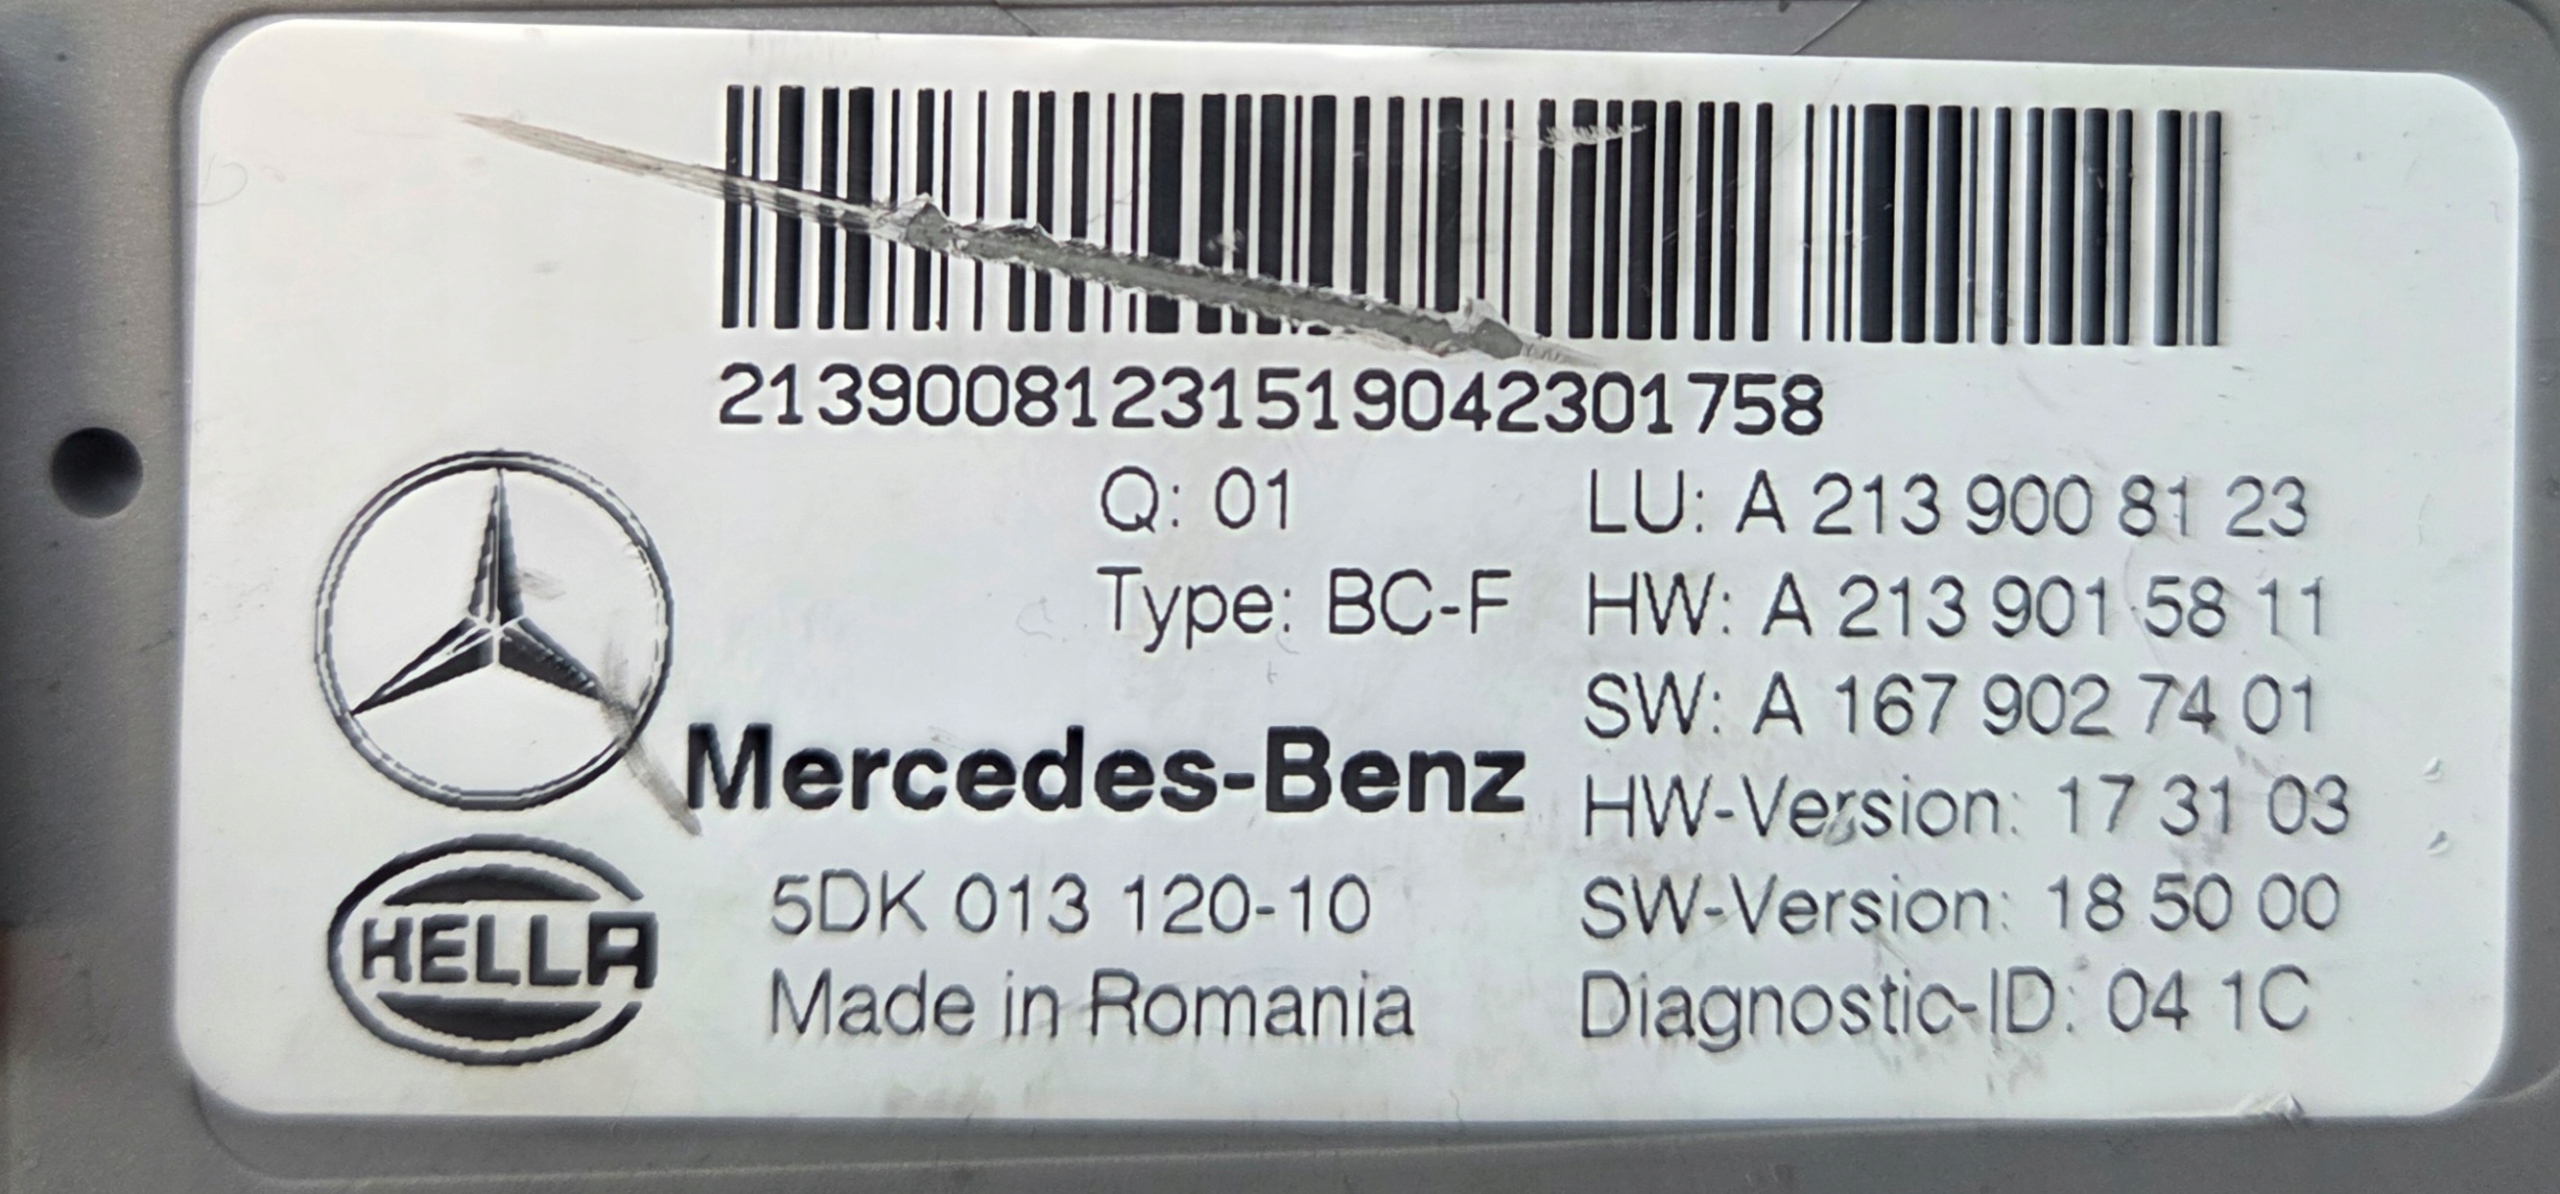 21390081231519042301758
Q: 01
LU: A 213 900 81 23
Type: BC-F
HW: A 213 901 58 11
SW: A 167 902 74 01
Mercedes-Benz
HW-Version: 17 31 03
HELLA
5DK 013 120-10
SW-Version: 18 50 00
Made in Romania
Diagnostic-ID: 04 1C